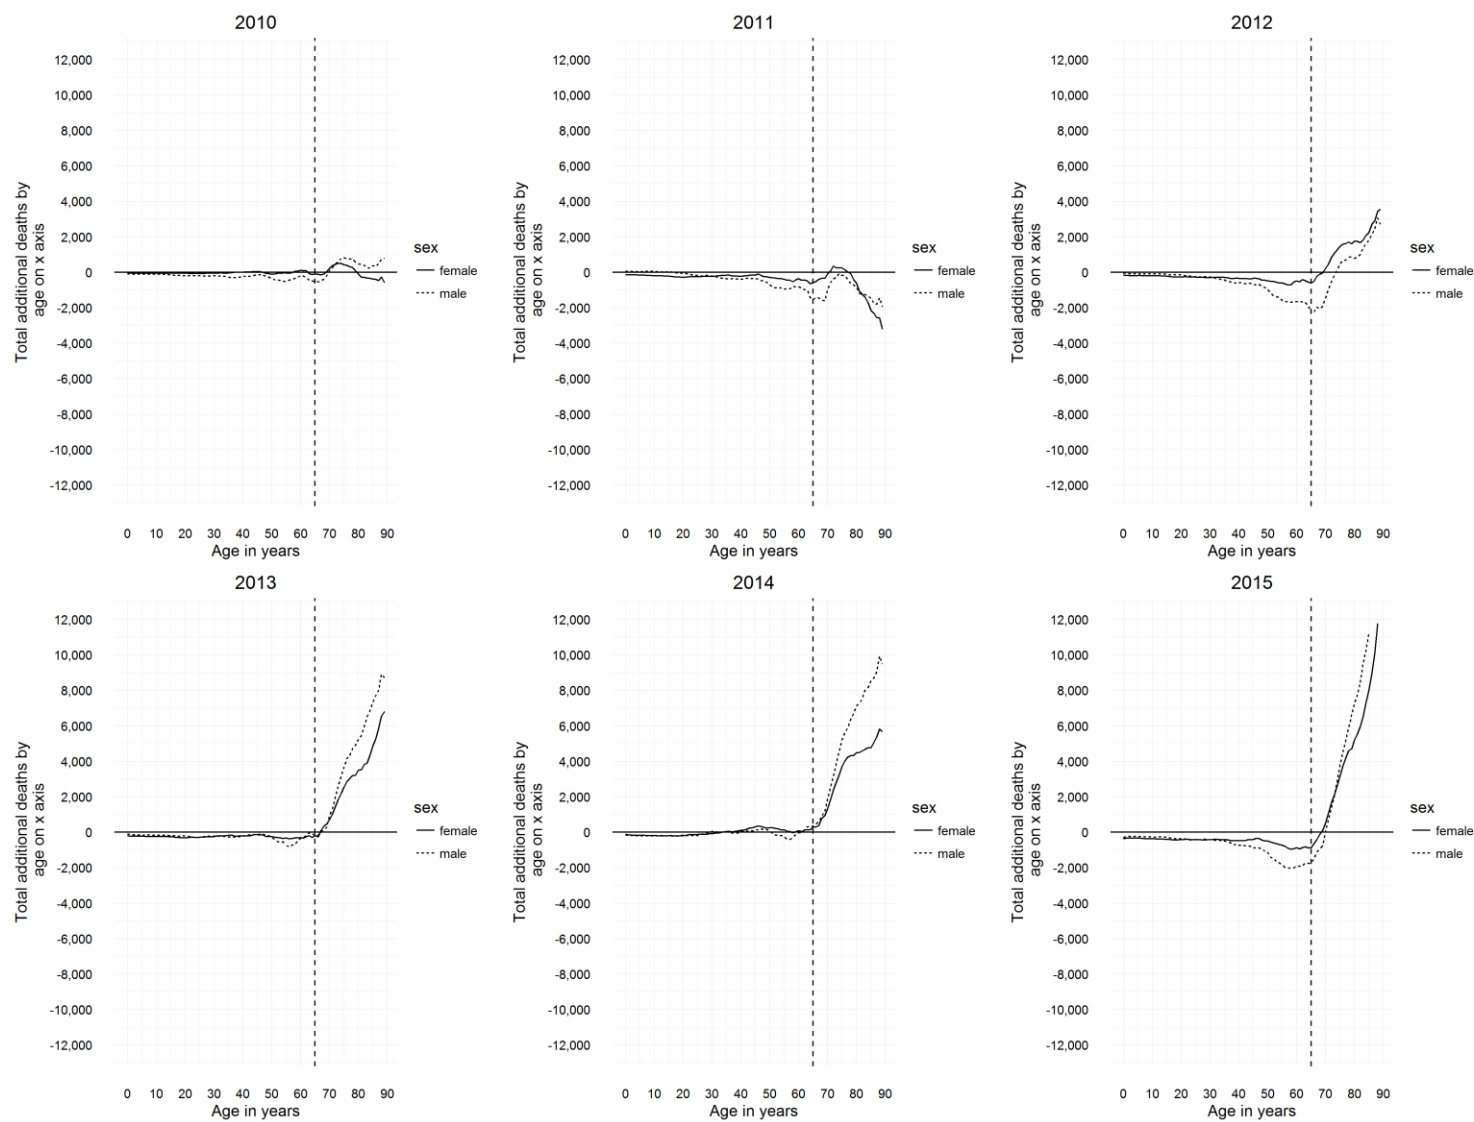 2010
Total additional deaths by
age on x axis
12,000
10,000
8,000
6,000
4,000
2,000
0
-2,000
-4,000
-6,000
-8,000
-10,000
-12,000
0 10 20 30 40 50 60 70 80 90
Age in years
sex
female
male
2011
Total additional deaths by
age on x axis
12,000
10,000
8,000
6,000
4,000
2,000
0
-2,000
-4,000
-6,000
-8,000
-10,000
-12,000
0 10 20 30 40 50 60 70 80 90
Age in years
sex
female
male
2012
Total additional deaths by
age on x axis
12,000
10,000
8,000
6,000
4,000
2,000
0
-2,000
-4,000
-6,000
-8,000
-10,000
-12,000
0 10 20 30 40 50 60 70 80 90
Age in years
sex
female
male
2013
Total additional deaths by
age on x axis
12,000
10,000
8,000
6,000
4,000
2,000
0
-2,000
-4,000
-6,000
-8,000
-10,000
-12,000
0 10 20 30 40 50 60 70 80 90
Age in years
sex
female
male
2014
Total additional deaths by
age on x axis
12,000
10,000
8,000
6,000
4,000
2,000
0
-2,000
-4,000
-6,000
-8,000
-10,000
-12,000
0 10 20 30 40 50 60 70 80 90
Age in years
sex
female
male
2015
Total additional deaths by
age on x axis
12,000
10,000
8,000
6,000
4,000
2,000
0
-2,000
-4,000
-6,000
-8,000
-10,000
-12,000
0 10 20 30 40 50 60 70 80 90
Age in years
sex
female
male